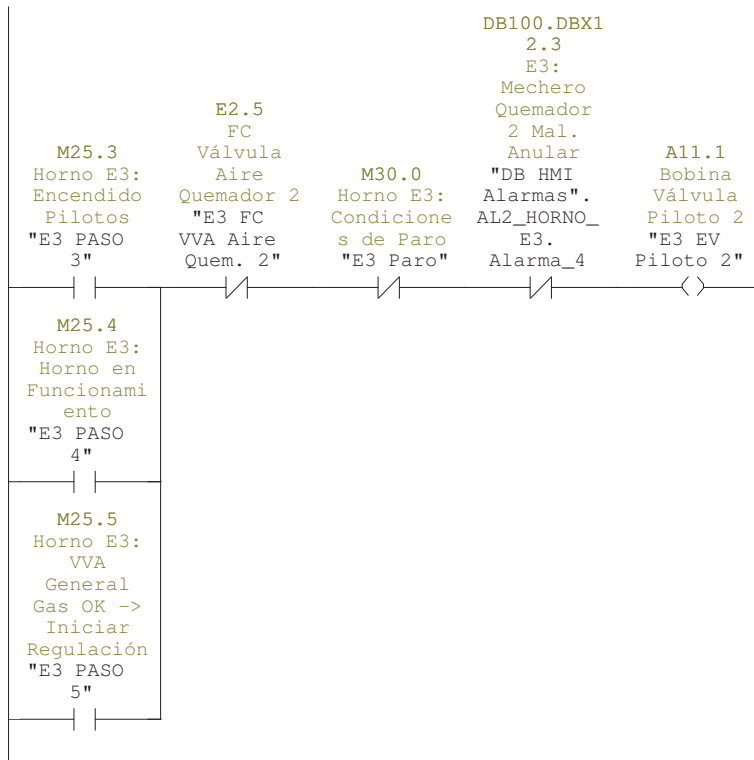 M25.3
Horno E3:
Encendido
Pilotos
"E3 PASO
3"
E2.5
FC
Válvula
Aire
Quemador 2
"E3 FC
VVA Aire
Quem. 2"
M30.0
Horno E3:
Condicione
s de Paro
"E3 Paro"
DB100.DBX1
2.3
E3:
Mechero
Quemador
2 Mal.
Anular
"DB HMI
Alarmas".
AL2_HORNO_
E3.
Alarma_4
A11.1
Bobina
Válvula
Piloto 2
"E3 EV
Piloto 2"
M25.4
Horno E3:
Horno en
Funcionami
ento
"E3 PASO
4"
M25.5
Horno E3:
VVA
General
Gas OK ->
Iniciar
Regulación
"E3 PASO
5"